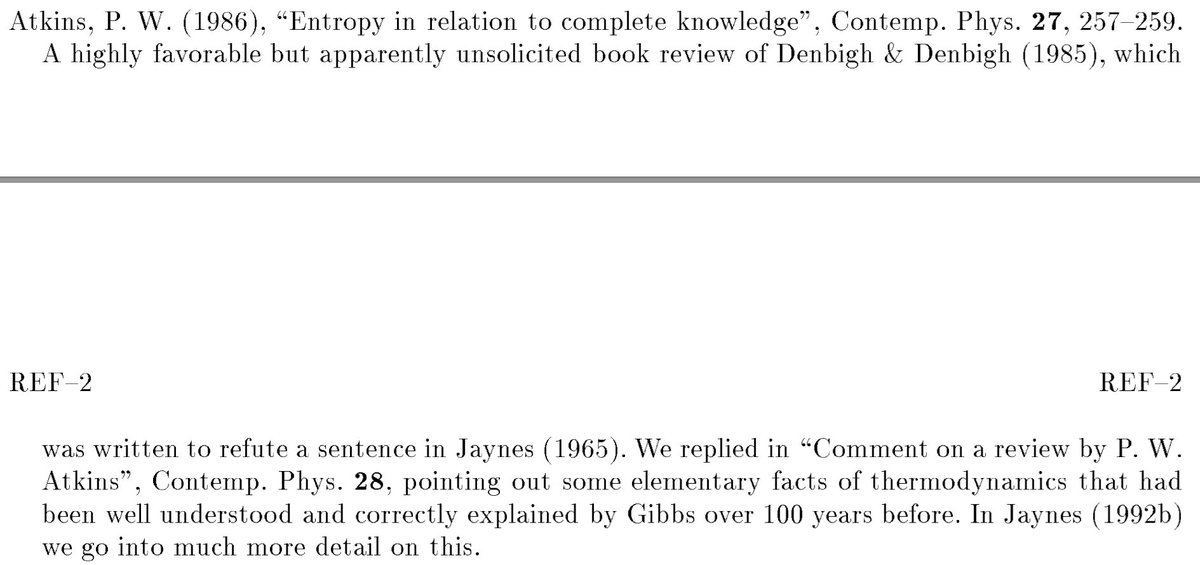 Atkins, P. W. (1986), “Entropy in relation to complete knowledge”, Contemp. Phys. 27, 257–259.
A highly favorable but apparently unsolicited book review of Denbigh & Denbigh (1985), which
REF–2 REF–2
was written to refute a sentence in Jaynes (1965). We replied in “Comment on a review by P. W.
Atkins”, Contemp. Phys. 28, pointing out some elementary facts of thermodynamics that had
been well understood and correctly explained by Gibbs over 100 years before. In Jaynes (1992b)
we go into much more detail on this.